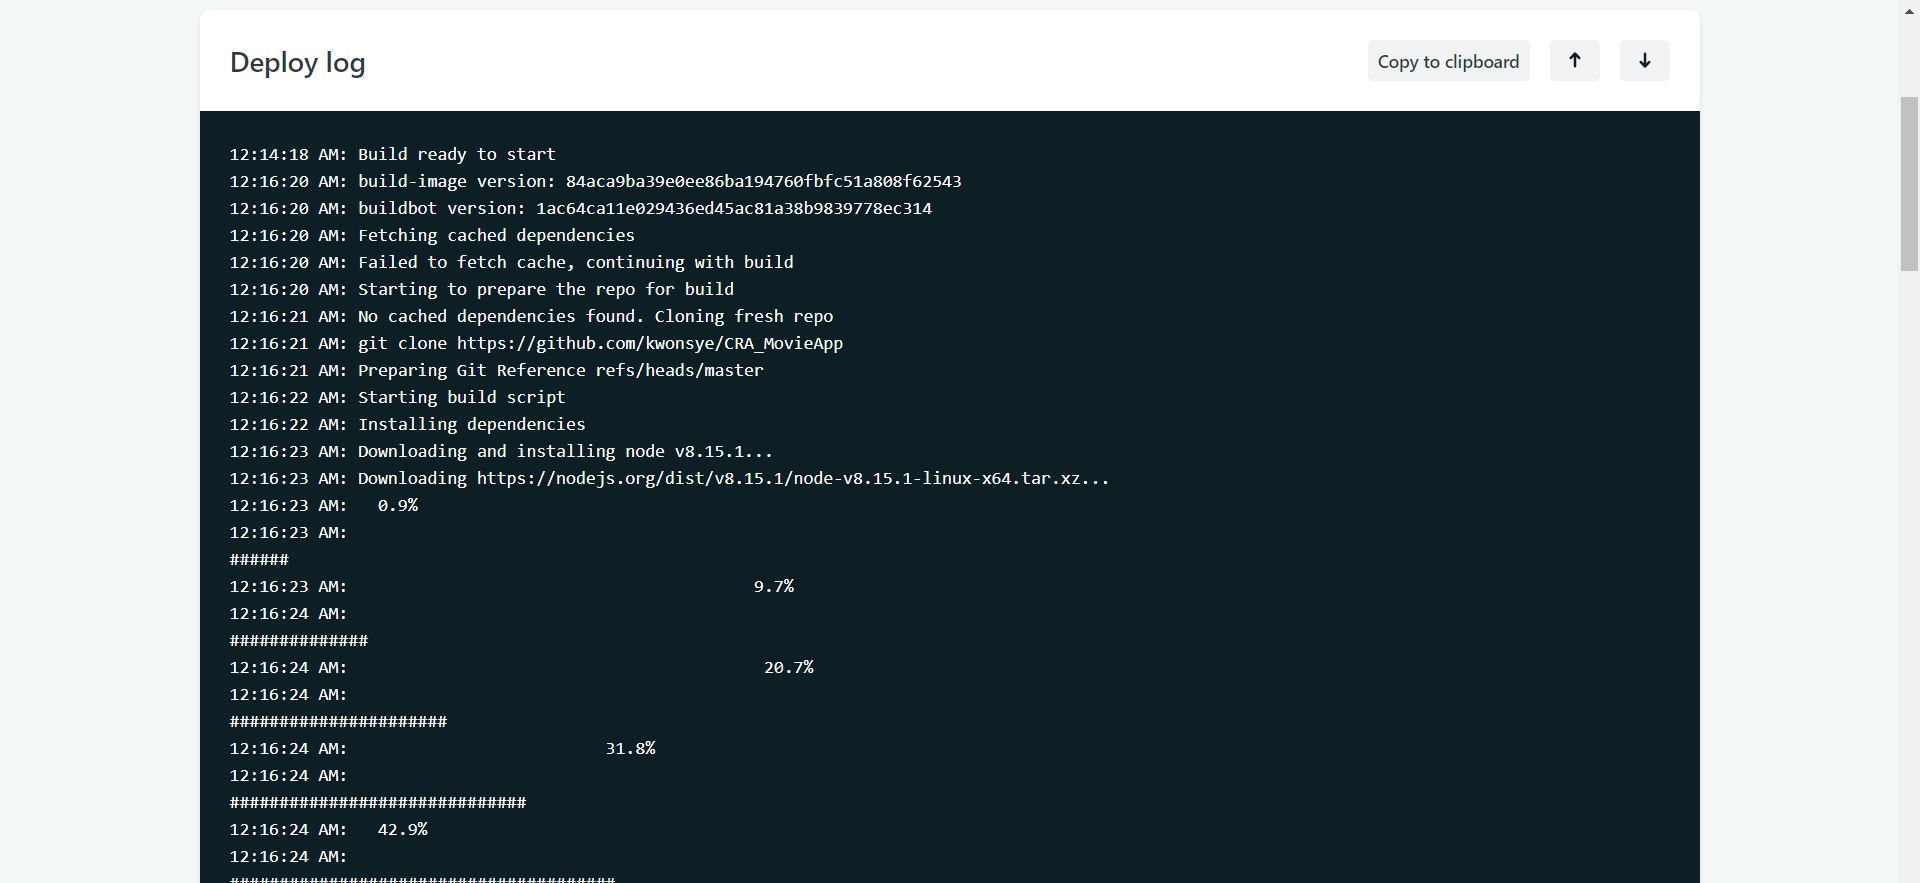 Deploy log
Copy to clipboard
12:14:18 AM: Build ready to start
12:16:20 AM: build-image version: 84aca9ba39e0ee86ba194760fbfc51a808f62543
12:16:20 AM: buildbot version: 1ac64ca11e029436ed45ac81a38b9839778ec314
12:16:20 AM: Fetching cached dependencies
12:16:20 AM: Failed to fetch cache, continuing with build
12:16:20 AM: Starting to prepare the repo for build
12:16:21 AM: No cached dependencies found. Cloning fresh repo
12:16:21 AM: git clone https://github.com/kwonsye/CRA_MovieApp
12:16:21 AM: Preparing Git Reference refs/heads/master
12:16:22 AM: Starting build script
12:16:22 AM: Installing dependencies
12:16:23 AM: Downloading and installing node v8.15.1...
12:16:23 AM: Downloading https://nodejs.org/dist/v8.15.1/node-v8.15.1-linux-x64.tar.xz...
12:16:23 AM:   0.9%
12:16:23 AM:
######
12:16:23 AM:                                         9.7%
12:16:24 AM:
##############
12:16:24 AM:                                          20.7%
12:16:24 AM:
######################
12:16:24 AM:                          31.8%
12:16:24 AM:
##############################
12:16:24 AM:   42.9%
12:16:24 AM:
#######################################